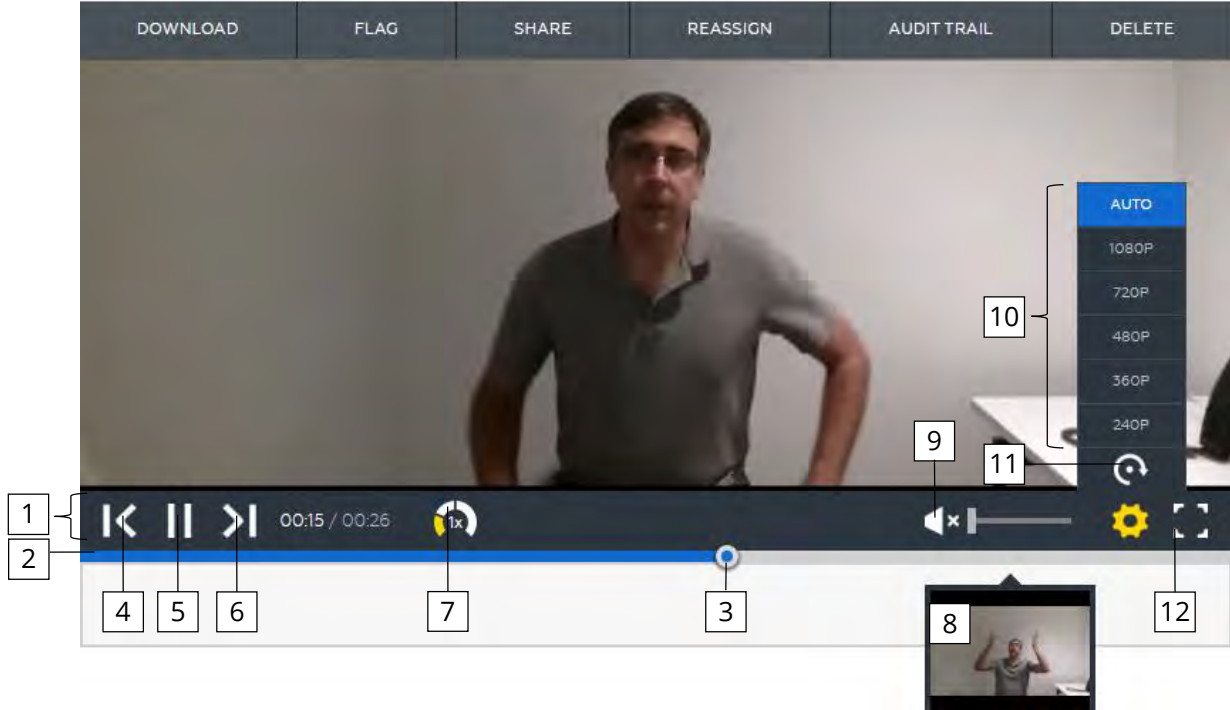 DOWNLOAD FLAG SHARE REASSIGN AUDIT TRAIL DELETE
AUTO
1080P
720P
10
480P
360P
240P
9
11
1
00:15 / 00:26
1x
2
4 5 6 7 3 8 12